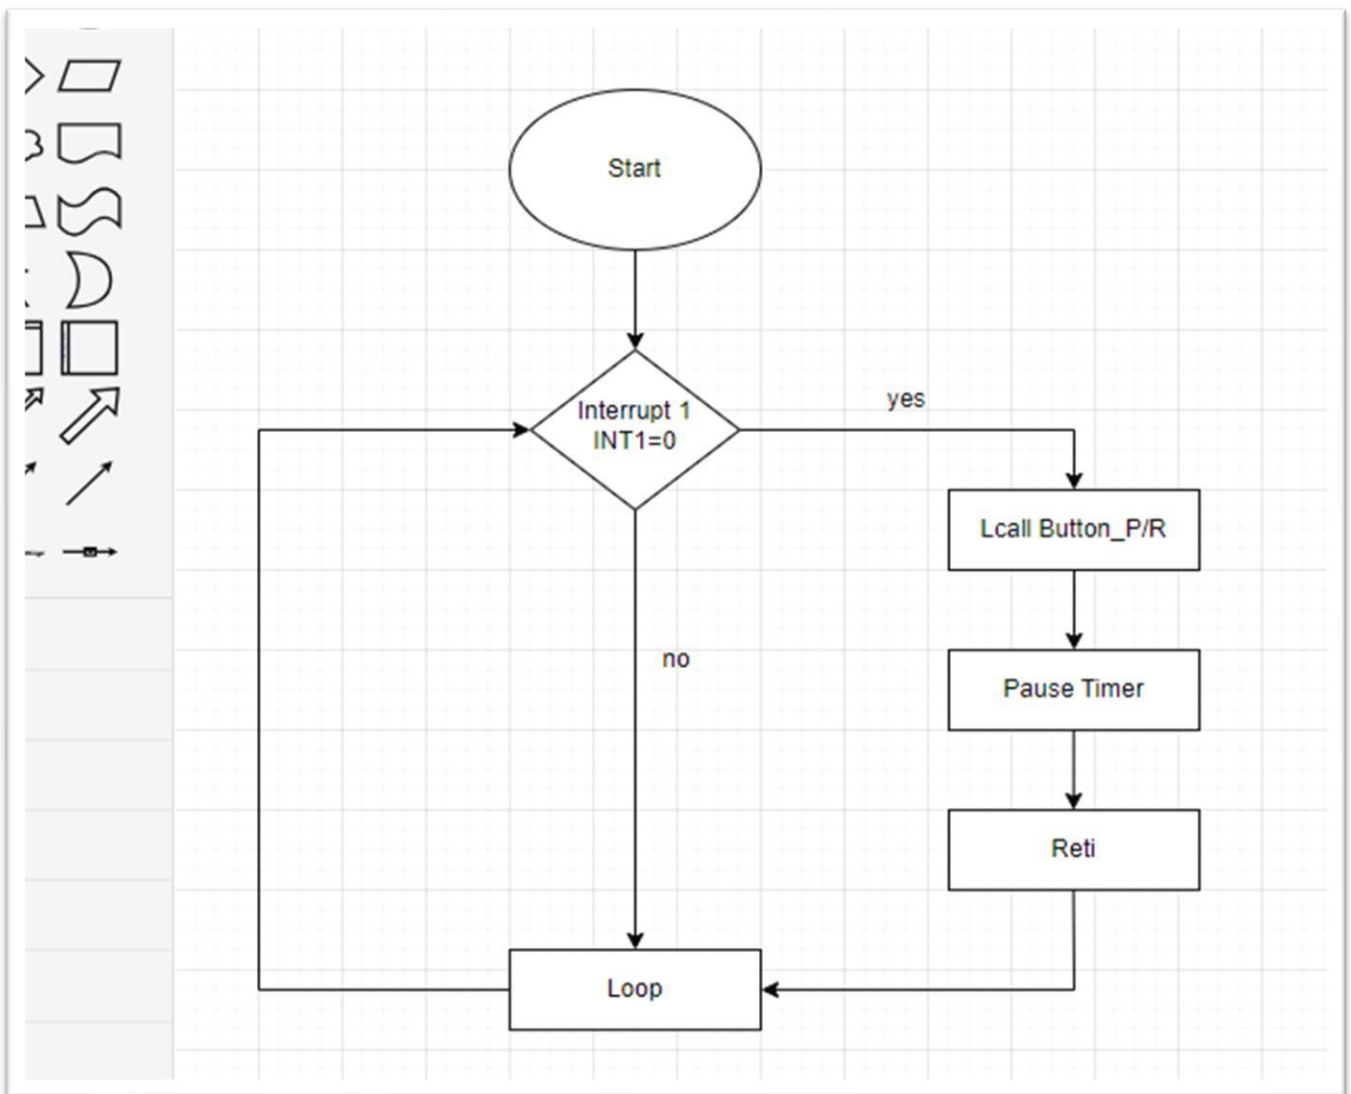 Start
Interrupt 1
INT1=0
yes
Lcall Button_P/R
no
Pause Timer
Reti
Loop